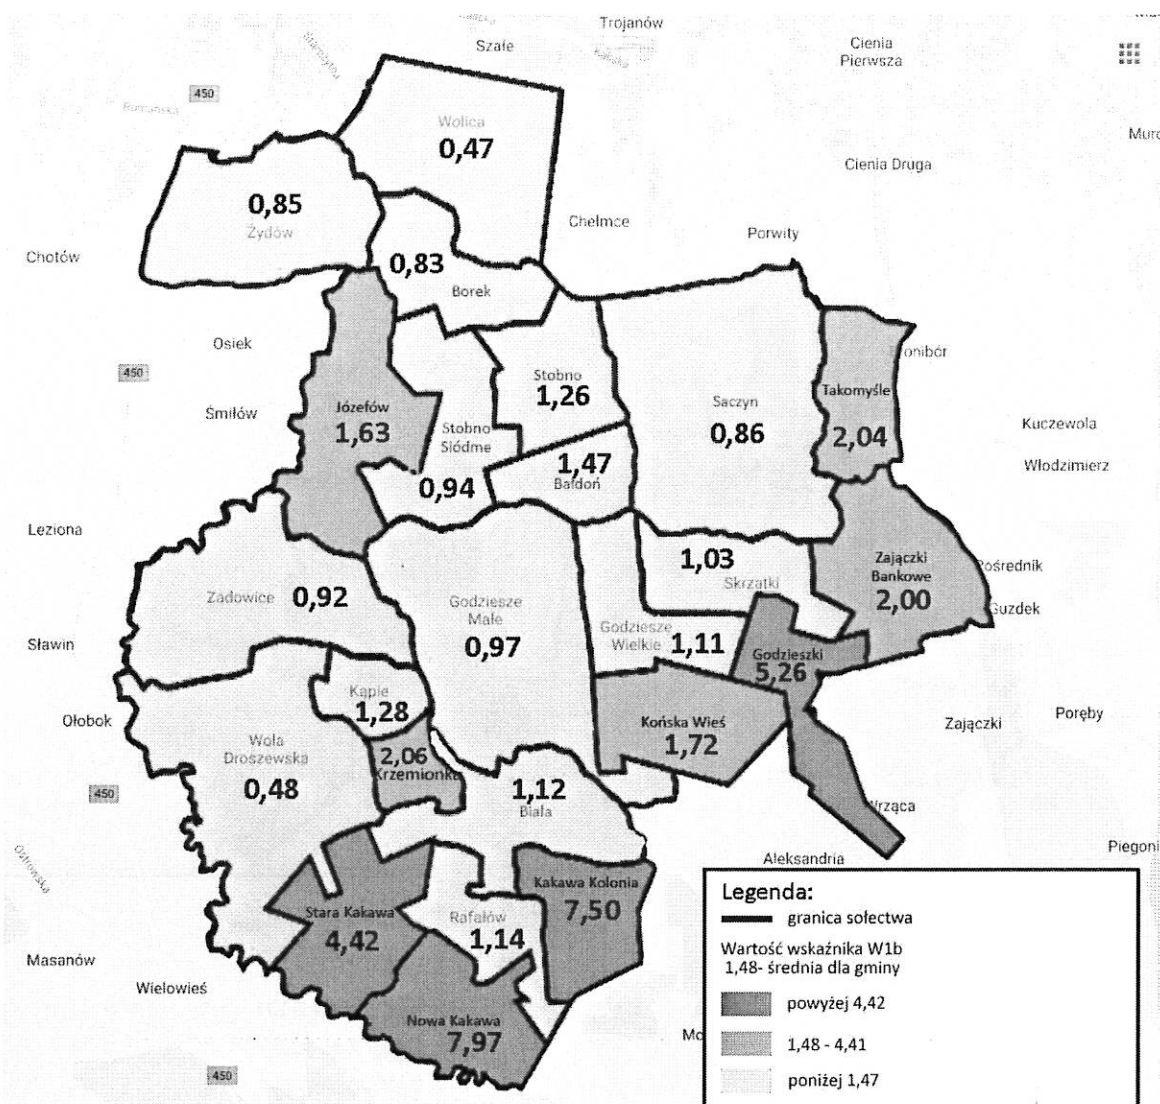 Trojanów
Szałe
Cienia
Pierwsza
450
Wolica
0,47
Cienia Druga
0,85
Żydów
Chełmce
Porwity
Chotów
0,83
Borek
Osiek
450
Stobno
1,26
Takomyśle
2,04
Śmiłów
Józefów
1,63
Saczyn
0,86
Kuczewola
Stobno
Siódme
Włodzimierz
0,94
1,47
Bałdoń
Leziona
1,03
Skrzatki
Zajączki
Bankowe
2,00
Pośrednik
Guzdek
Zadowice
0,92
Godziesze
Małe
0,97
Godziesze
Wielkie
1,11
Sławin
Godzieszki
5,26
Kąpie
1,28
Ołobok
Końska Wieś
1,72
Zajączki
Poręby
Wola
Droszewska
0,48
2,06
Krzemionka
450
1,12
Biała
Wrząca
Ostrowska
Aleksandria
Piegoni
Kakawa Kolonia
7,50
Stara Kakawa
4,42
Rafałów
1,14
Masanów
Wielowieś
Nowa Kakawa
7,97
450
Mo
Legenda:
granica sołectwa
Wartość wskaźnika W1b
1,48- średnia dla gminy
powyżej 4,42
1,48 - 4,41
poniżej 1,47